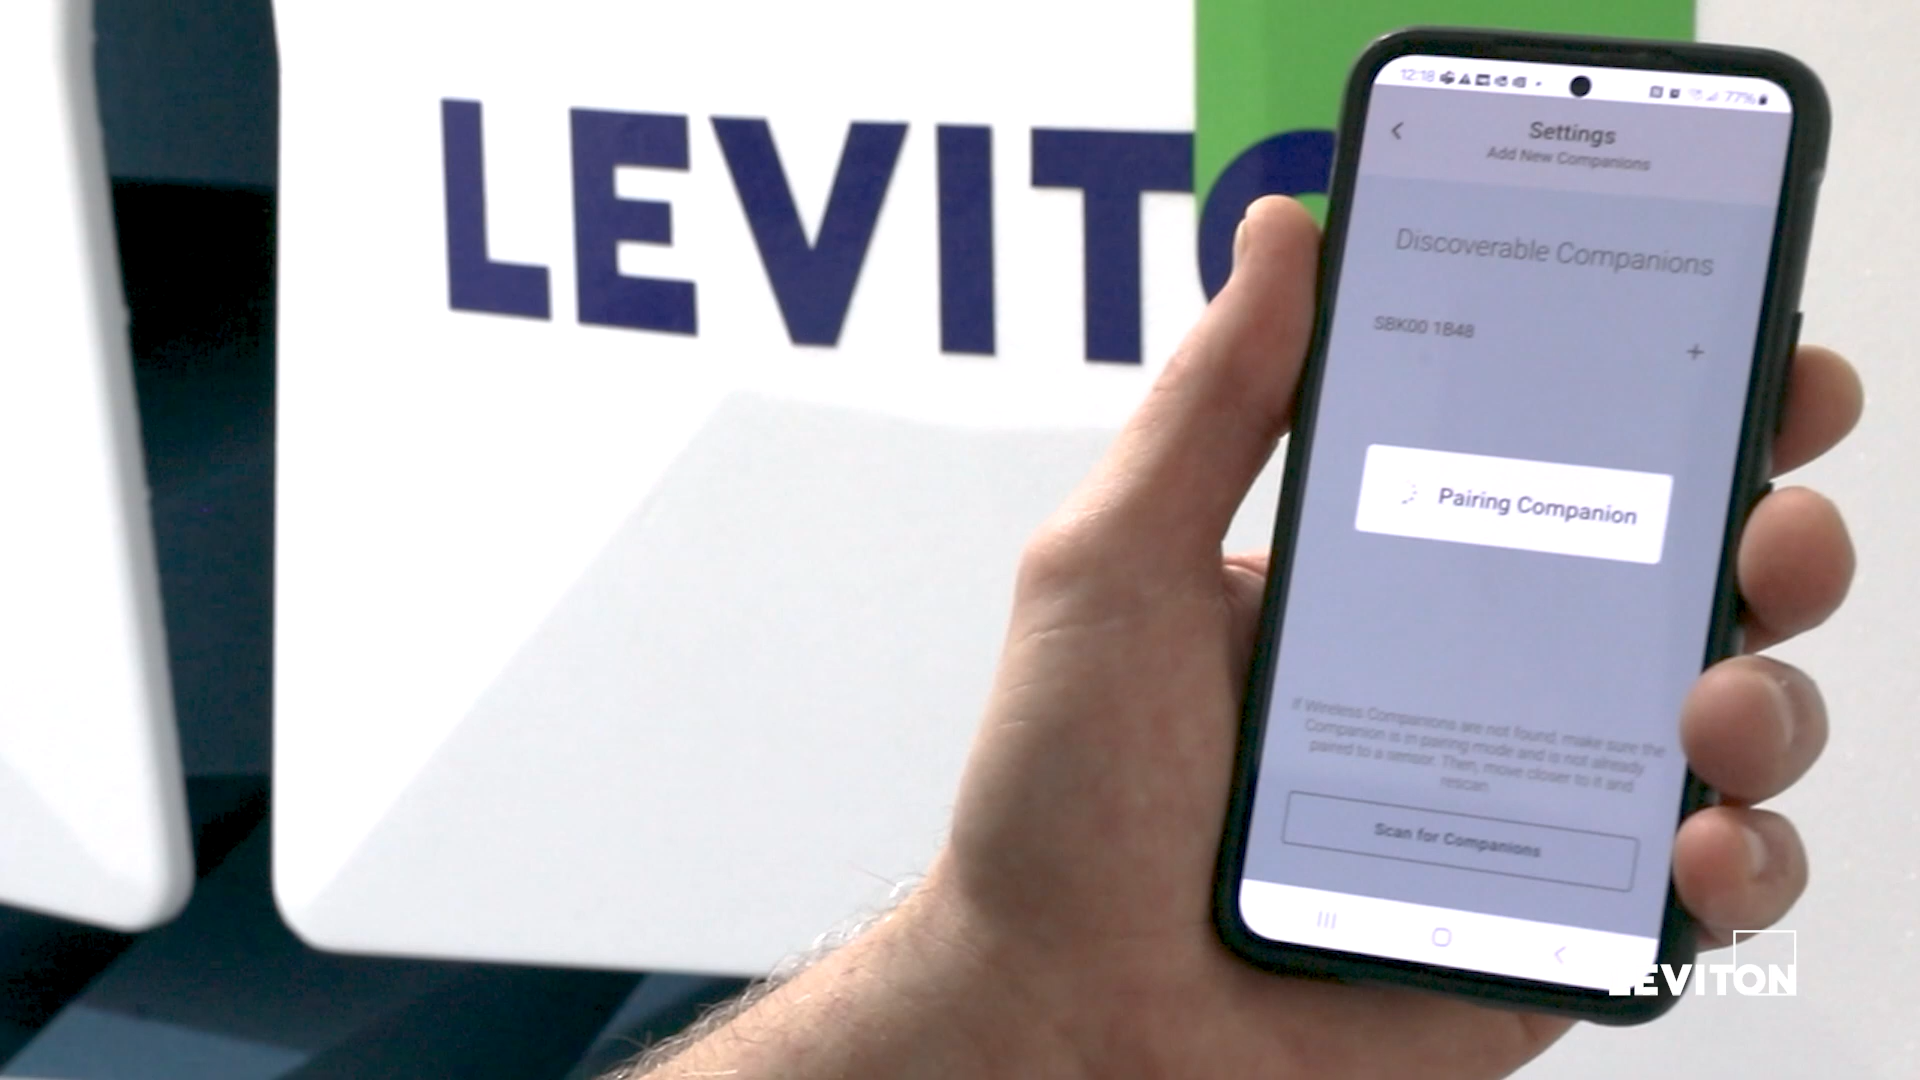 LEVITO
12:18
77%
Settings
Add New Companions
Discoverable Companions
SBK00 1B48
+
Pairing Companion
If Wireless Companions are not found, make sure the
Companion is in pairing mode and is not already
paired to a sensor. Then, move closer to it and
rescan.
Scan for Companions
LEVITON